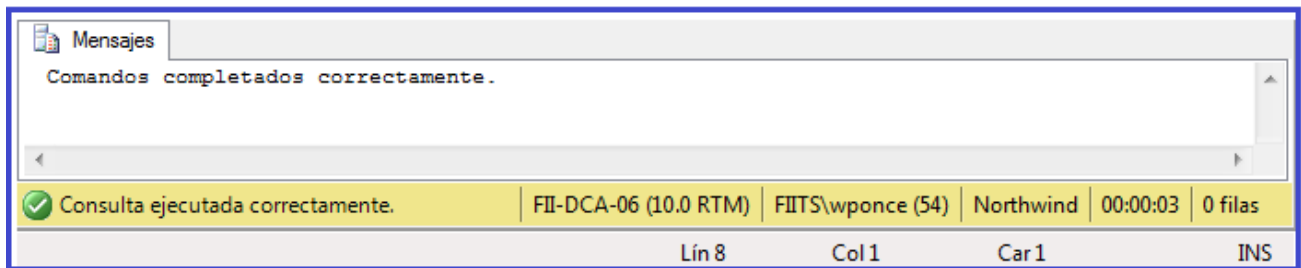 Mensajes
Comandos completados correctamente.
Consulta ejecutada correctamente. FII-DCA-06 (10.0 RTM) FIITS\wponce (54) Northwind 00:00:03 0 filas
Lín 8 Col 1 Car 1 INS